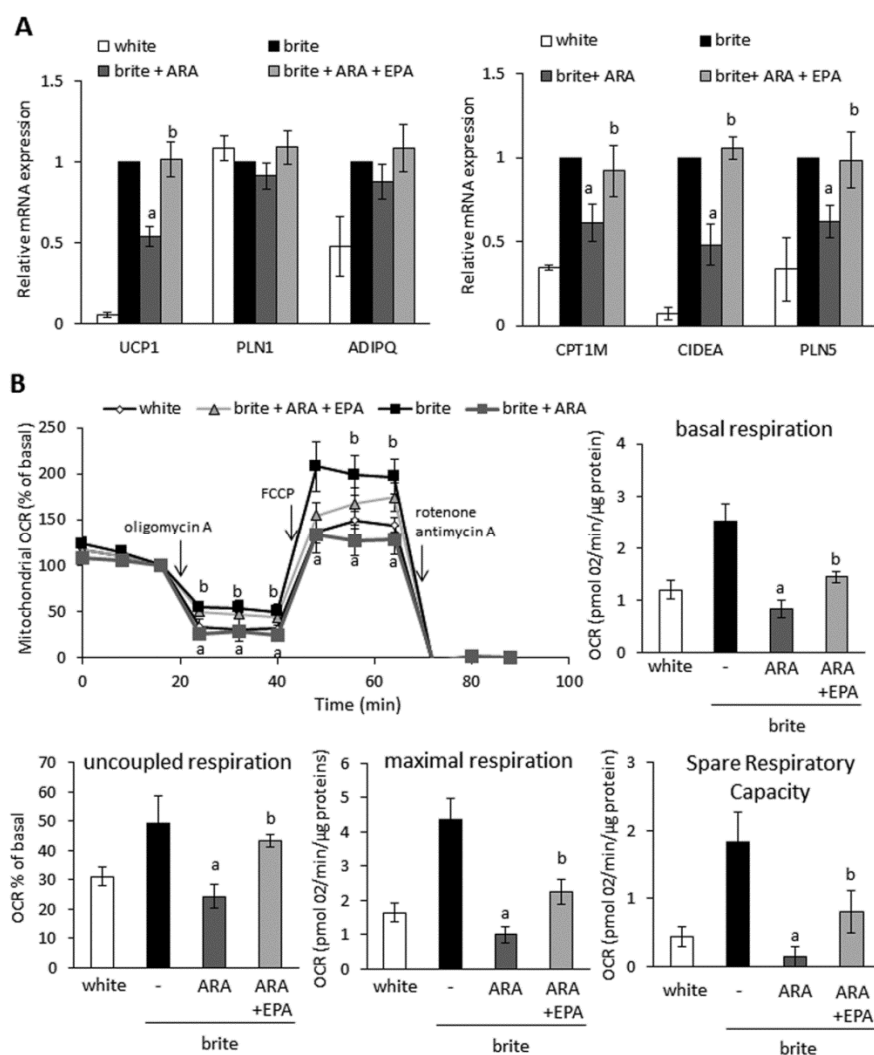 A
white
brite
brite + ARA
brite + ARA + EPA
Relative mRNA expression
1.5
1
0.5
0
b
a
UCP1
PLN1
ADIPQ
white
brite
brite+ ARA
brite+ ARA + EPA
Relative mRNA expression
1.5
1
0.5
0
b
b
b
a
a
a
CPT1M
CIDEA
PLN5
B
white
brite + ARA + EPA
brite
brite + ARA
Mitochondrial OCR (% of basal)
250
200
150
100
50
0
oligomycin A
FCCP
rotenone
antimycin A
b
b
b
b
b
a
a
a
a
a
a
0
20
40
60
80
100
Time (min)
basal respiration
OCR (pmol 02/min/µg protein)
4
3
2
1
0
a
b
white
-
ARA
ARA
+EPA
brite
uncoupled respiration
OCR % of basal
70
60
50
40
30
20
10
0
a
b
white
-
ARA
ARA
+EPA
brite
maximal respiration
OCR (pmol 02/min/µg proteins)
6
5
4
3
2
1
0
a
b
white
-
ARA
ARA
+EPA
brite
Spare Respiratory
Capacity
OCR (pmol 02/min/µg proteins)
3
2
1
0
a
b
white
-
ARA
ARA
+EPA
brite